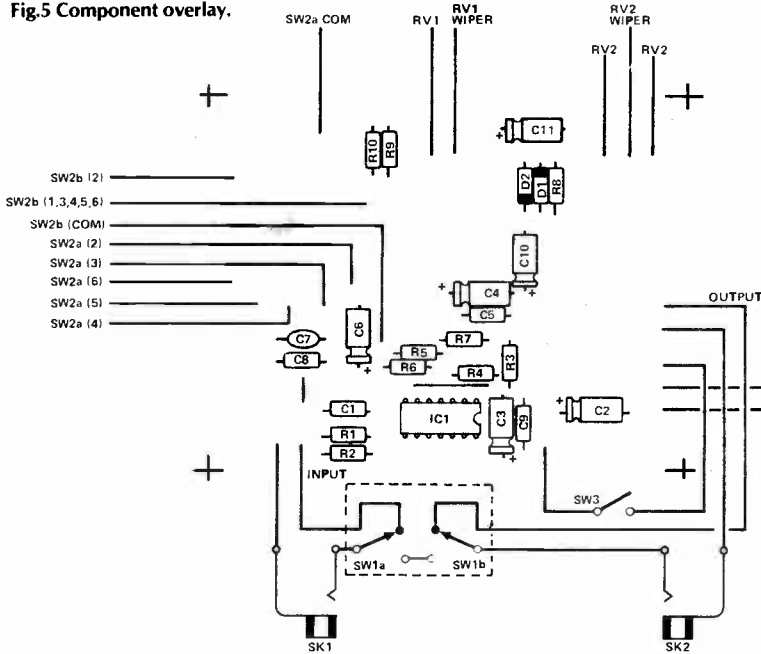 Fig.5 Component overlay.
SW2a COM
RV1
RV1
WIPER
RV2
WIPER
RV2
RV2
C11
R10
R9
D2
D1
R8
SW2b (2)
SW2b (1,3,4,5,6)
SW2b (COM)
SW2a (2)
SW2a (3)
SW2a (6)
SW2a (5)
SW2a (4)
C10
C4
C5
OUTPUT
C6
C7
C8
R7
R5
R6
R4
R3
C1
R1
R2
IC1
C3
C9
C2
INPUT
SW3
SW1a
SW1b
SK1
SK2